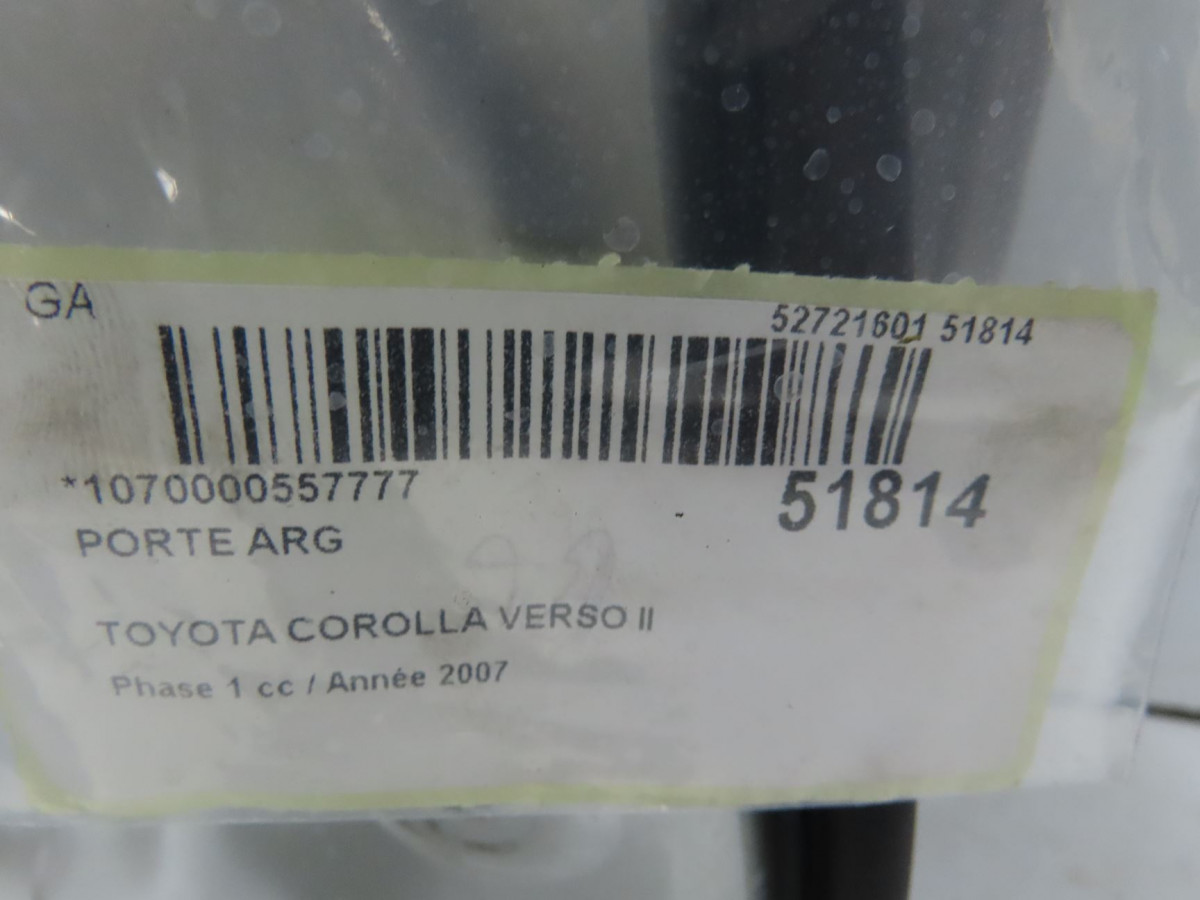 GA
52721601 51814
*1070000557777
51814
PORTE ARG
TOYOTA COROLLA VERSO II
Phase 1 cc / Année 2007